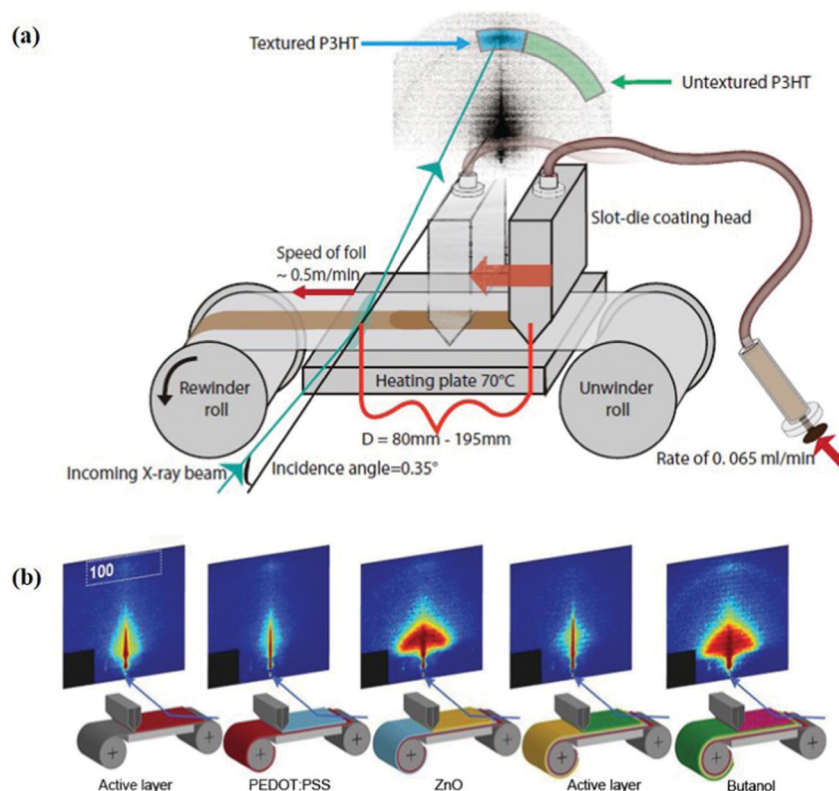 (a)
Textured P3HT
Untextured P3HT
Slot-die coating head
Speed of foil
~ 0.5m/min
Heating plate 70°C
Rewinder
roll
Unwinder
roll
D = 80mm - 195mm
Incoming X-ray beam
Incidence angle=0.35°
Rate of 0. 065 ml/min
(b)
100
Active layer
PEDOT:PSS
ZnO
Active layer
Butanol